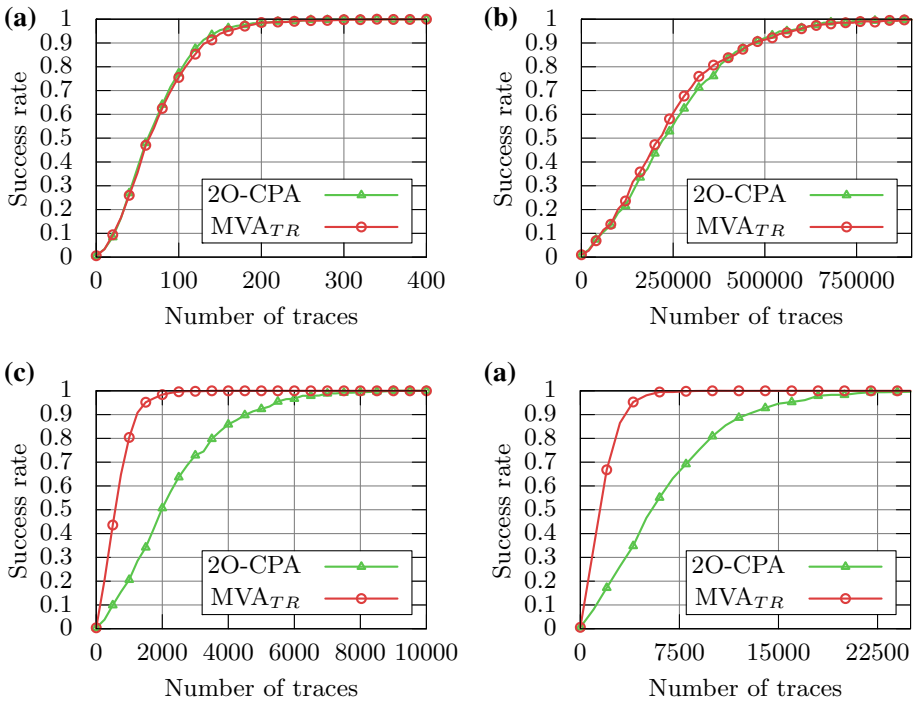 (a)
1
0.9
0.8
0.7
0.6
0.5
0.4
0.3
0.2
0.1
0
Success rate
2O-CPA
MVA_TR
0 100 200 300 400
Number of traces
(b)
1
0.9
0.8
0.7
0.6
0.5
0.4
0.3
0.2
0.1
0
Success rate
2O-CPA
MVA_TR
0 250000 500000 750000
Number of traces
(c)
1
0.9
0.8
0.7
0.6
0.5
0.4
0.3
0.2
0.1
0
Success rate
2O-CPA
MVA_TR
0 2000 4000 6000 8000 10000
Number of traces
(a)
1
0.9
0.8
0.7
0.6
0.5
0.4
0.3
0.2
0.1
0
Success rate
2O-CPA
MVA_TR
0 7500 15000 22500
Number of traces